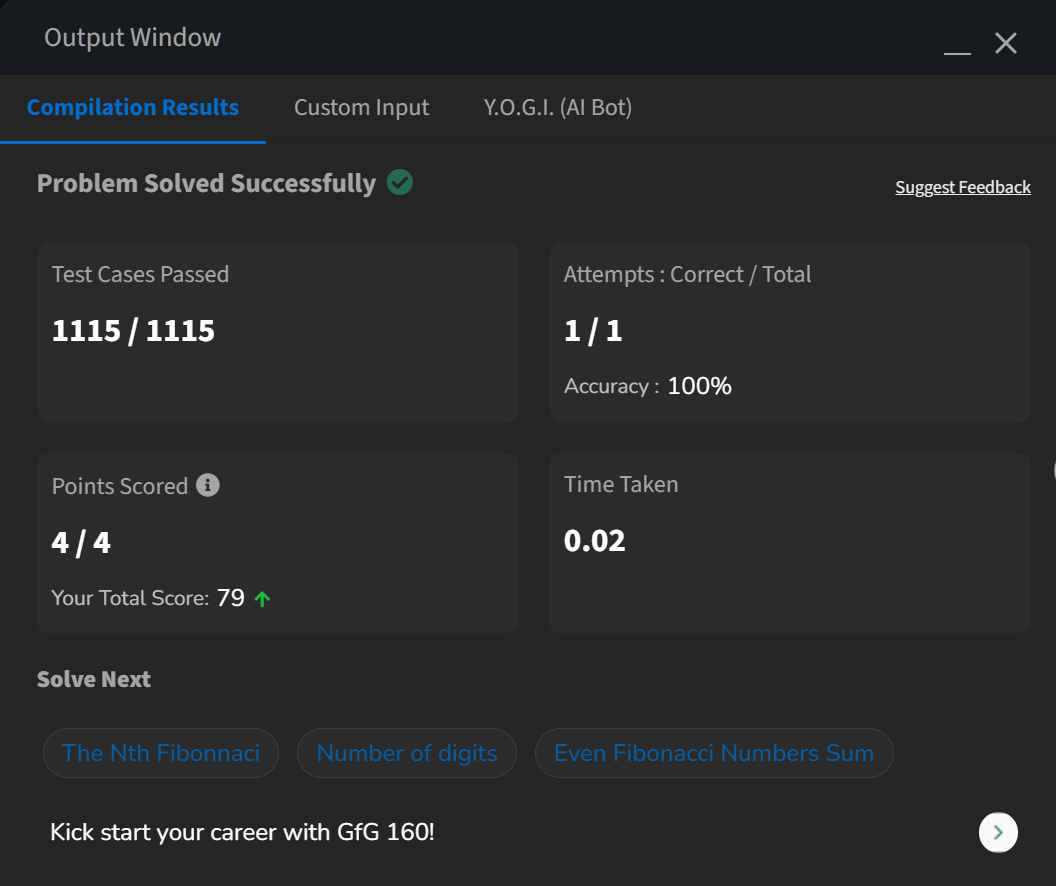 Output Window
Compilation Results
Custom Input
Y.O.G.I. (AI Bot)
Problem Solved Successfully
Suggest Feedback
Test Cases Passed
1115 / 1115
Attempts : Correct / Total
1 / 1
Accuracy : 100%
Points Scored
4 / 4
Your Total Score: 79
Time Taken
0.02
Solve Next
The Nth Fibonnaci
Number of digits
Even Fibonacci Numbers Sum
Kick start your career with GfG 160!